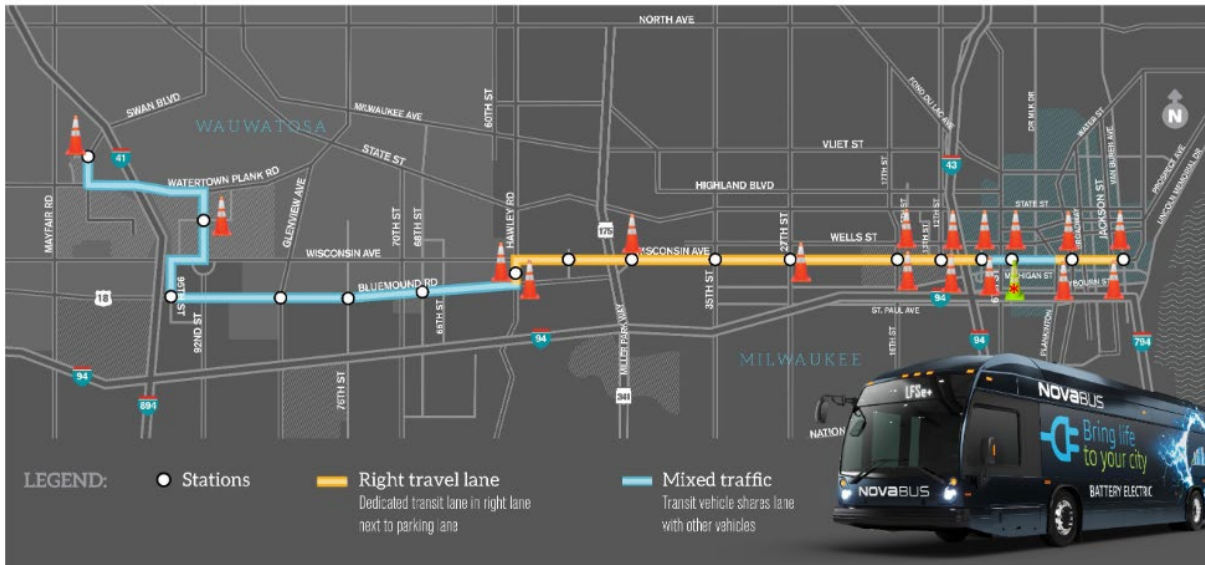 NORTH AVE
SWAN BLVD
MILWAUKEE AVE
60TH ST
FOND DU LAC AVE
DR MLK DR
WATER ST
VAN BUREN AVE
PROSPECT AVE
LINCOLN MEMORIAL DR
N
WAUWATOSA
41
STATE ST
VLIET ST
43
WATERTOWN PLANK RD
HIGHLAND BLVD
17TH ST
STATE ST
MAYFAIR RD
GLENVIEW AVE
70TH ST
68TH ST
HAWLEY RD
175
27TH ST
WELLS ST
12TH ST
BROADWAY
JACKSON ST
WISCONSIN AVE
18
95TH ST
BLUEMOUND RD
35TH ST
94
92ND ST
76TH ST
94
MILLER PARK WAY
ST. PAUL AVE
16TH ST
94
PLANKINTON
794
94
894
341
MILWAUKEE
LFSe+
NOVABUS
Bring life
to your city
BATTERY ELECTRIC
NOVABUS
LEGEND:
Stations
Right travel lane
Dedicated transit lane in right lane
next to parking lane
Mixed traffic
Transit vehicle shares lane
with other vehicles